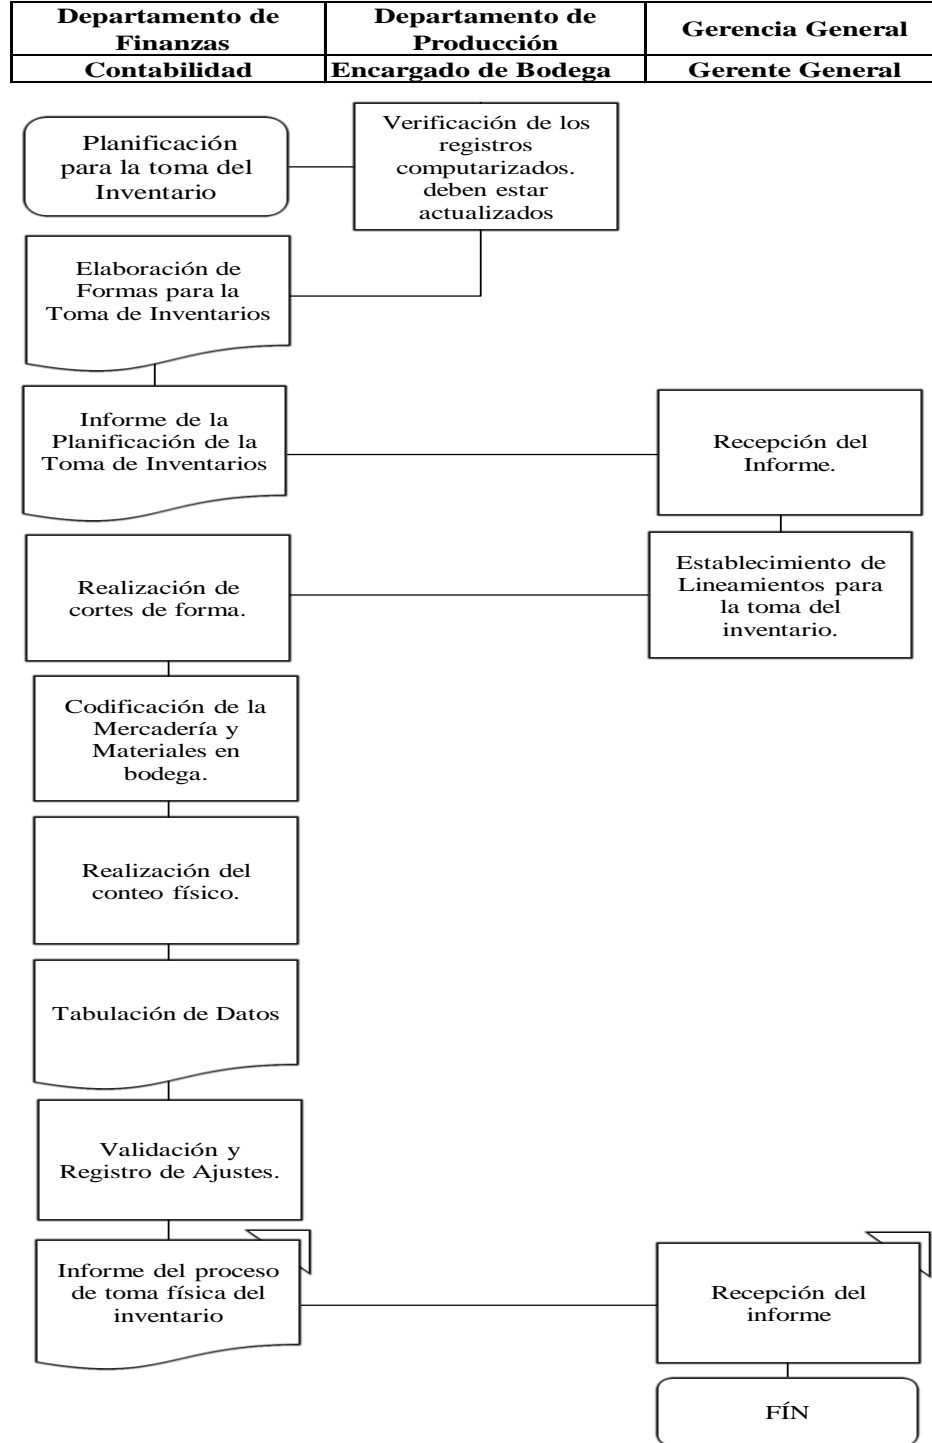 Departamento de
Finanzas
Departamento de
Producción
Gerencia General
Contabilidad
Encargado de Bodega
Gerente General
Planificación
para la toma del
Inventario
Verificación de los
registros
computarizados.
deben estar
actualizados
Elaboración de
Formas para la
Toma de Inventarios
Informe de la
Planificación de la
Toma de Inventarios
Recepción del
Informe.
Establecimiento de
Lineamientos para
la toma del
inventario.
Realización de
cortes de forma.
Codificación de la
Mercadería y
Materiales en
bodega.
Realización del
conteo físico.
Tabulación de Datos
Validación y
Registro de Ajustes.
Informe del proceso
de toma física del
inventario
Recepción del
informe
FÍN